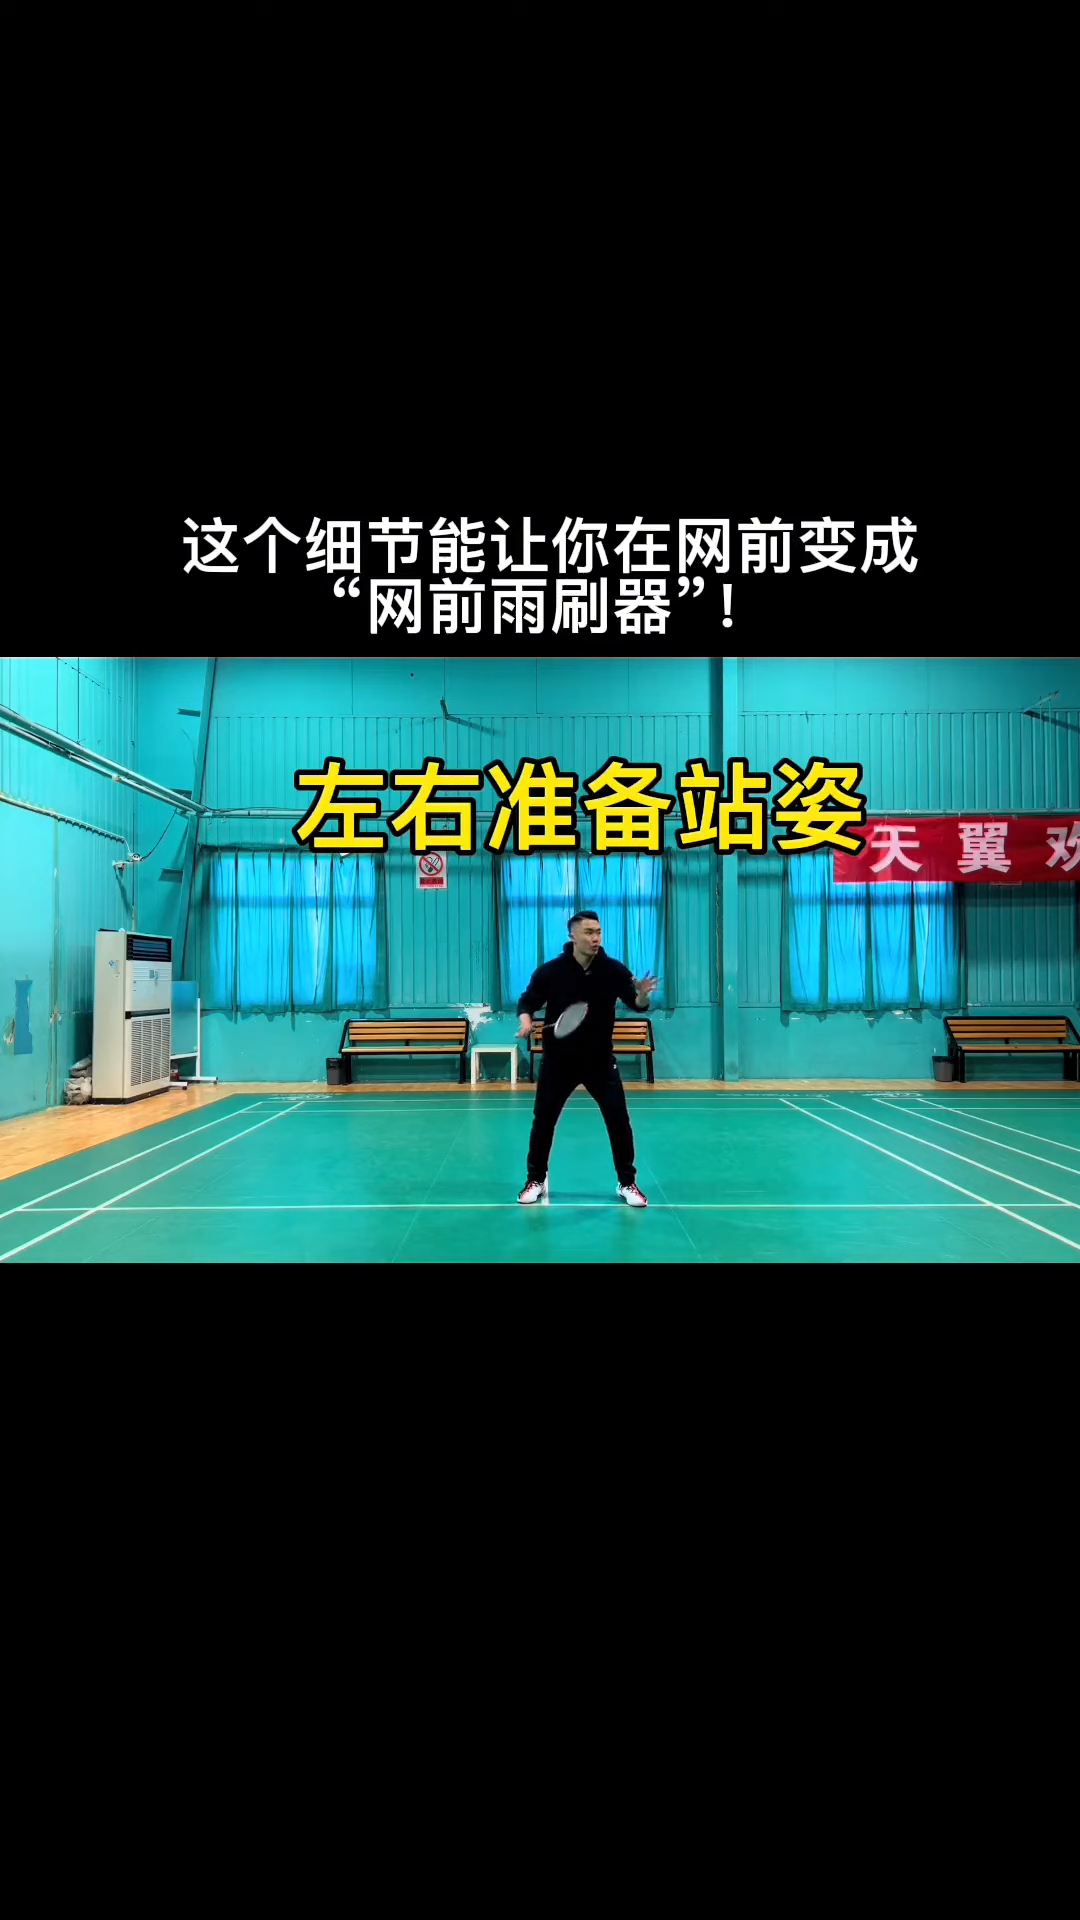 这个细节能让你在网前变成
“网前雨刷器”!
左右准备站姿
天翼欢